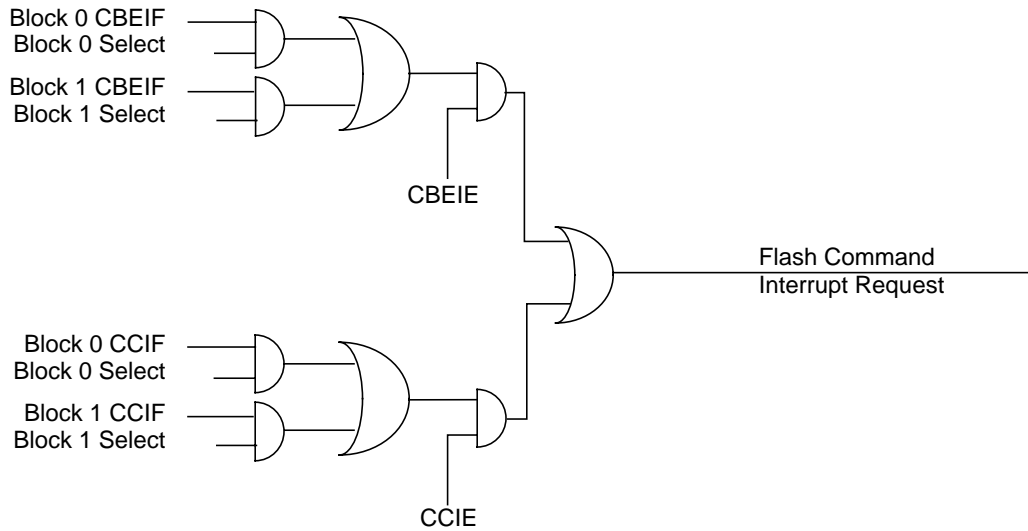 Block 0 CBEIF
Block 0 Select
Block 1 CBEIF
Block 1 Select
CBEIE
Flash Command
Interrupt Request
Block 0 CCIF
Block 0 Select
Block 1 CCIF
Block 1 Select
CCIE